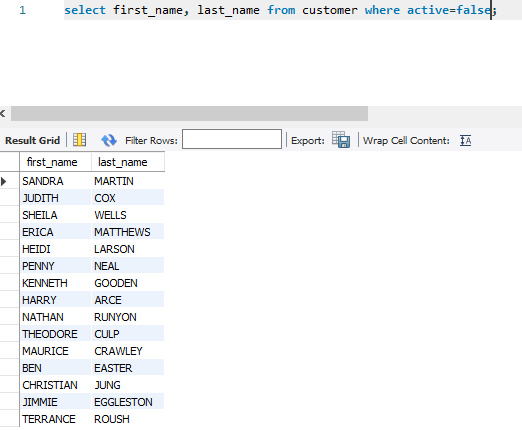 1 select first_name, last_name from customer where active=false;
Result Grid Filter Rows: Export: Wrap Cell Content:
first_name last_name
SANDRA MARTIN
JUDITH COX
SHEILA WELLS
ERICA MATTHEWS
HEIDI LARSON
PENNY NEAL
KENNETH GOODEN
HARRY ARCE
NATHAN RUNYON
THEODORE CULP
MAURICE CRAWLEY
BEN EASTER
CHRISTIAN JUNG
JIMMIE EGGLESTON
TERRANCE ROUSH